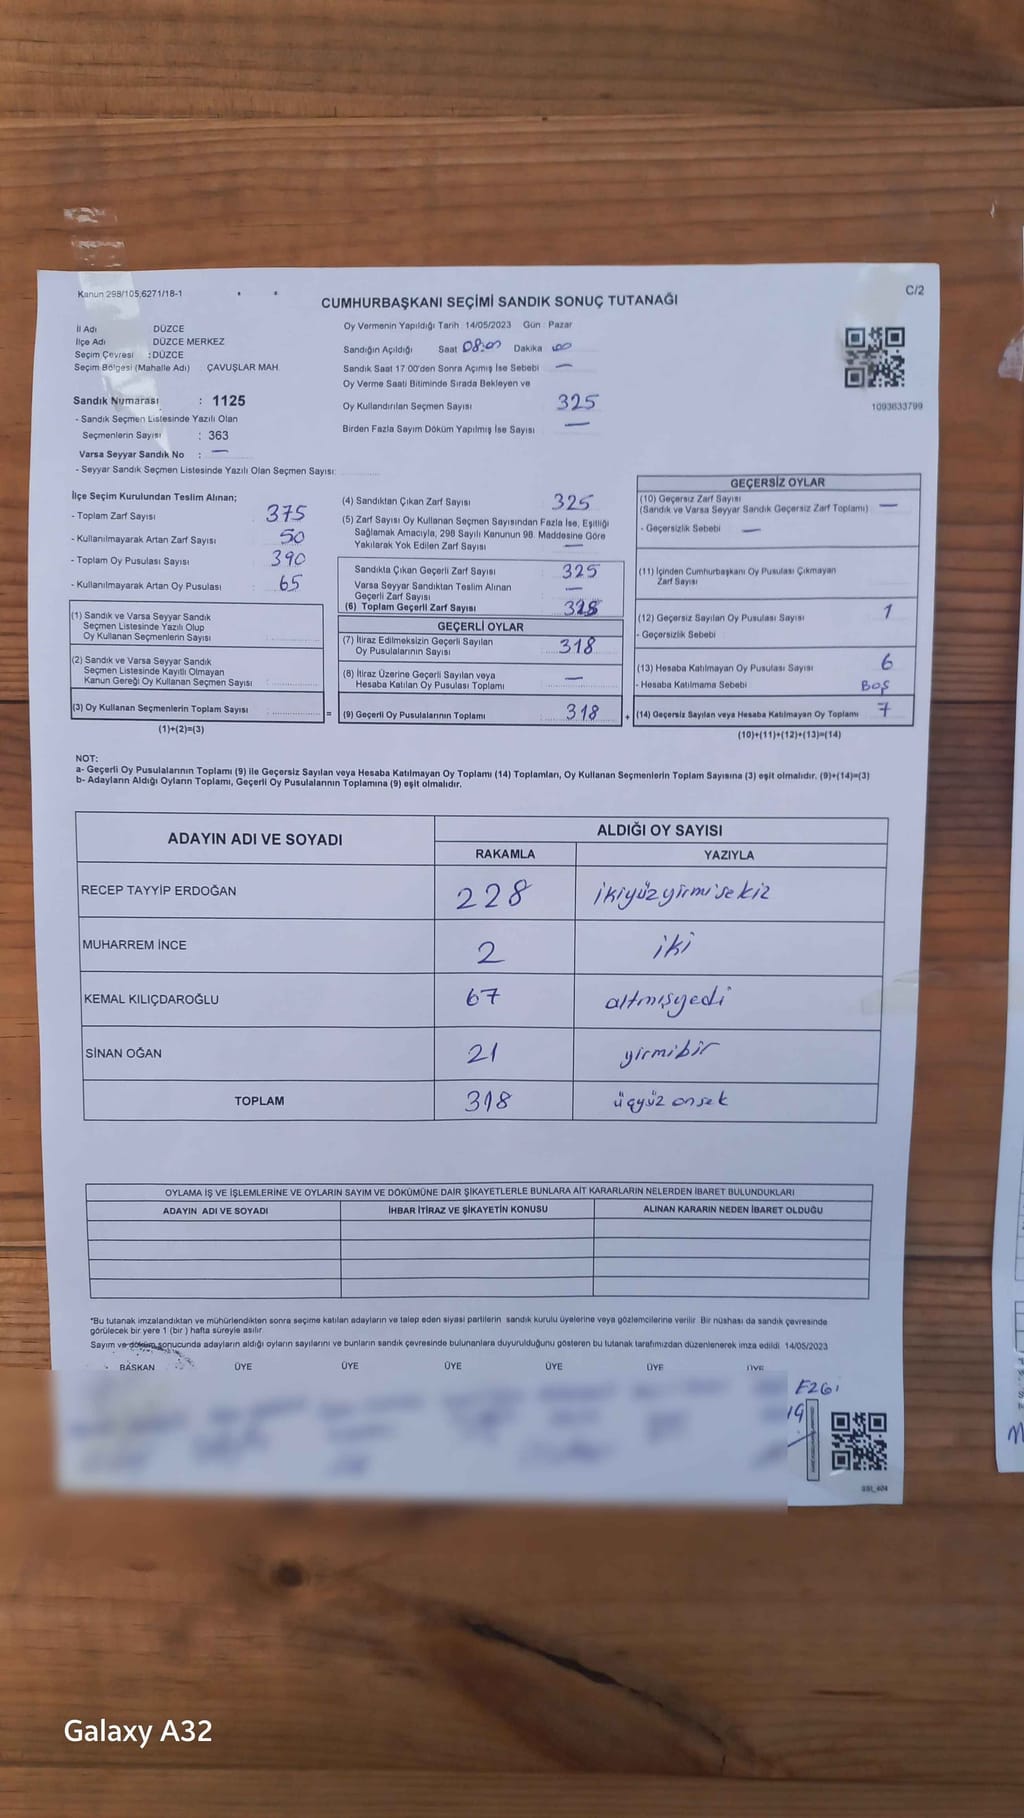 Kanun 298/105,6271/18-1
C/2
CUMHURBAŞKANI SEÇİMİ SANDIK SONUÇ TUTANAĞI
İl Adı DÜZCE
İlçe Adı DÜZCE MERKEZ
Seçim Çevresi : DÜZCE
Seçim Bölgesi (Mahalle Adı) ÇAVUŞLAR MAH.
Sandık Numarası : 1125
- Sandık Seçmen Listesinde Yazılı Olan
Seçmenlerin Sayısı : 363
Varsa Seyyar Sandık No : —
- Seyyar Sandık Seçmen Listesinde Yazılı Olan Seçmen Sayısı:
Oy Vermenin Yapıldığı Tarih : 14/05/2023 Gün : Pazar
Sandığın Açıldığı Saat 08:00 Dakika 00
Sandık Saat 17 00'den Sonra Açımış İse Sebebi —
Oy Verme Saati Bitiminde Sırada Bekleyen ve
Oy Kullandırılan Seçmen Sayısı 325
Birden Fazla Sayım Döküm Yapılmış İse Sayısı —
1093633799
İlçe Seçim Kurulundan Teslim Alınan;
- Toplam Zarf Sayısı 375
- Kullanılmayarak Artan Zarf Sayısı 50
- Toplam Oy Pusulası Sayısı 390
- Kullanılmayarak Artan Oy Pusulası 65
(1) Sandık ve Varsa Seyyar Sandık
Seçmen Listesinde Yazılı Olup
Oy Kullanan Seçmenlerin Sayısı
(2) Sandık ve Varsa Seyyar Sandık
Seçmen Listesinde Kayıtlı Olmayan
Kanun Gereği Oy Kullanan Seçmen Sayısı
(3) Oy Kullanan Seçmenlerin Toplam Sayısı
(1)+(2)=(3)
(4) Sandıktan Çıkan Zarf Sayısı 325
(5) Zarf Sayısı Oy Kullanan Seçmen Sayısından Fazla İse, Eşitliği
Sağlamak Amacıyla, 298 Sayılı Kanunun 98. Maddesine Göre
Yakılarak Yok Edilen Zarf Sayısı —
Sandıkta Çıkan Geçerli Zarf Sayısı 325
Varsa Seyyar Sandıktan Teslim Alınan
Geçerli Zarf Sayısı —
(6) Toplam Geçerli Zarf Sayısı 325
GEÇERLİ OYLAR
(7) İtiraz Edilmeksizin Geçerli Sayılan
Oy Pusulalarının Sayısı 318
(8) İtiraz Üzerine Geçerli Sayılan veya
Hesaba Katılan Oy Pusulası Toplamı —
= (9) Geçerli Oy Pusulalarının Toplamı 318
GEÇERSİZ OYLAR
(10) Geçersiz Zarf Sayısı
(Sandık ve Varsa Seyyar Sandık Geçersiz Zarf Toplamı) —
- Geçersizlik Sebebi —
(11) İçinden Cumhurbaşkanı Oy Pusulası Çıkmayan
Zarf Sayısı
(12) Geçersiz Sayılan Oy Pusulası Sayısı 1
- Geçersizlik Sebebi
(13) Hesaba Katılmayan Oy Pusulası Sayısı 6
- Hesaba Katılmama Sebebi BOŞ
+ (14) Geçersiz Sayılan veya Hesaba Katılmayan Oy Toplamı 7
(10)+(11)+(12)+(13)=(14)
NOT:
a- Geçerli Oy Pusulalarının Toplamı (9) ile Geçersiz Sayılan veya Hesaba Katılmayan Oy Toplamı (14) Toplamları, Oy Kullanan Seçmenlerin Toplam Sayısına (3) eşit olmalıdır. (9)+(14)=(3)
b- Adayların Aldığı Oyların Toplamı, Geçerli Oy Pusulalarının Toplamına (9) eşit olmalıdır.
ADAYIN ADI VE SOYADI ALDIĞI OY SAYISI
RAKAMLA YAZIYLA
RECEP TAYYİP ERDOĞAN 228 ikiyüzyirmisekiz
MUHARREM İNCE 2 iki
KEMAL KILIÇDAROĞLU 67 altmışyedi
SİNAN OĞAN 21 yirmibir
TOPLAM 318 üçyüz onsek
OYLAMA İŞ VE İŞLEMLERİNE VE OYLARIN SAYIM VE DÖKÜMÜNE DAİR ŞİKAYETLERLE BUNLARA AİT KARARLARIN NELERDEN İBARET BULUNDUKLARI
ADAYIN ADI VE SOYADI İHBAR İTİRAZ VE ŞİKAYETİN KONUSU ALINAN KARARIN NEDEN İBARET OLDUĞU
*Bu tutanak imzalandıktan ve mühürlendikten sonra seçime katılan adayların ve talep eden siyasi partilerin sandık kurulu üyelerine veya gözlemcilerine verilir. Bir nüshası da sandık çevresinde
görülecek bir yere 1 (bir) hafta süreyle asılır.
Sayım ve döküm sonucunda adayların aldığı oyların sayılarını ve bunların sandık çevresinde bulunanlara duyurulduğunu gösteren bu tutanak tarafımızdan düzenlenerek imza edildi. 14/05/2023
BAŞKAN ÜYE ÜYE ÜYE ÜYE ÜYE ÜYE
Galaxy A32